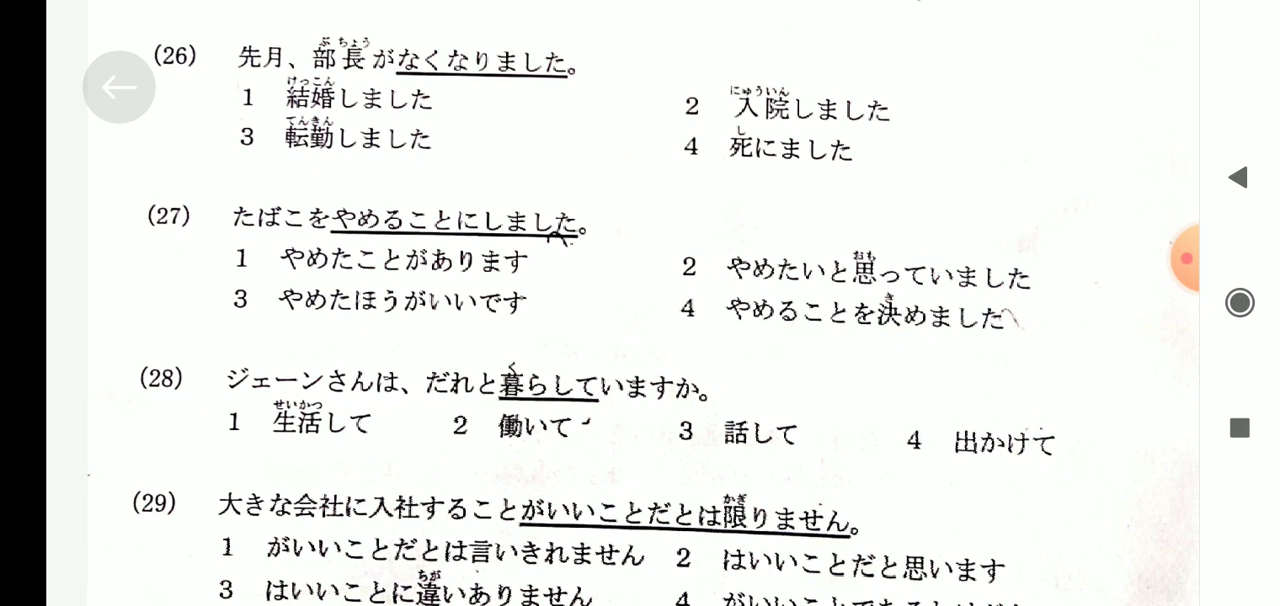 (26) 先月、部長がなくなりました。
1 結婚しました 2 入院しました
3 転勤しました 4 死にました
(27) たばこをやめることにしました。
1 やめたことがあります 2 やめたいと思っていました
3 やめたほうがいいです 4 やめることを決めました
(28) ジェーンさんは、だれと暮らしていますか。
1 生活して 2 働いて 3 話して 4 出かけて
(29) 大きな会社に入社することがいいことだとは限りません。
1 がいいことだとは言いきれません 2 はいいことだと思います
3 はいいことに違いありません 4